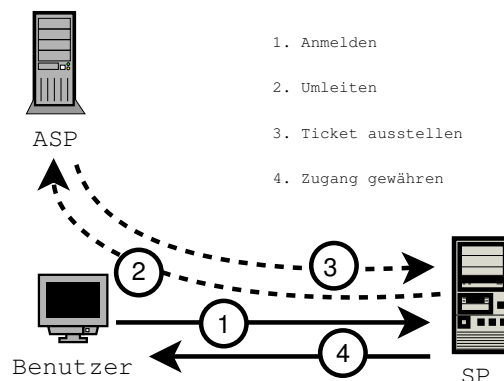 1. Anmelden
2. Umleiten
3. Ticket ausstellen
4. Zugang gewähren
ASP
2
3
1
4
Benutzer
SP